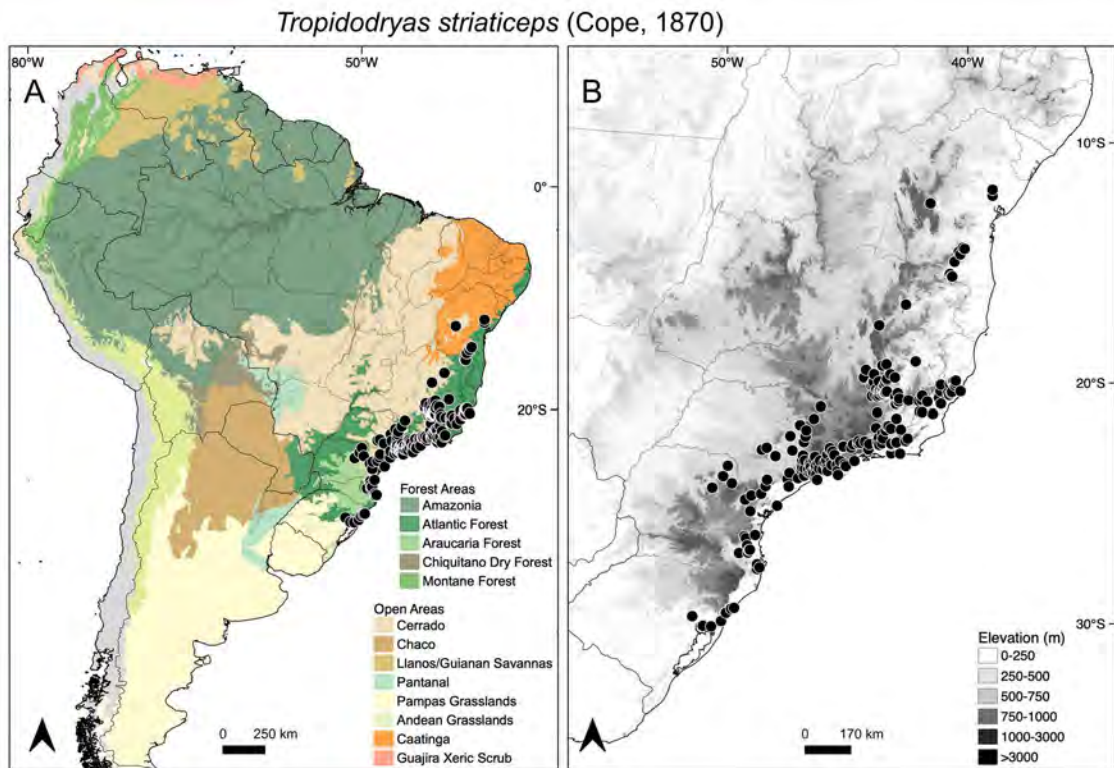 Tropidodryas striaticeps (Cope, 1870)
A
80°W
50°W
0°
20°S
Forest Areas
Amazonia
Atlantic Forest
Araucaria Forest
Chiquitano Dry Forest
Montane Forest
Open Areas
Cerrado
Chaco
Llanos/Guianan Savannas
Pantanal
Pampas Grasslands
Andean Grasslands
Caatinga
Guajira Xeric Scrub
0 250 km
B
50°W
40°W
10°S
20°S
30°S
Elevation (m)
0-250
250-500
500-750
750-1000
1000-3000
>3000
0 170 km